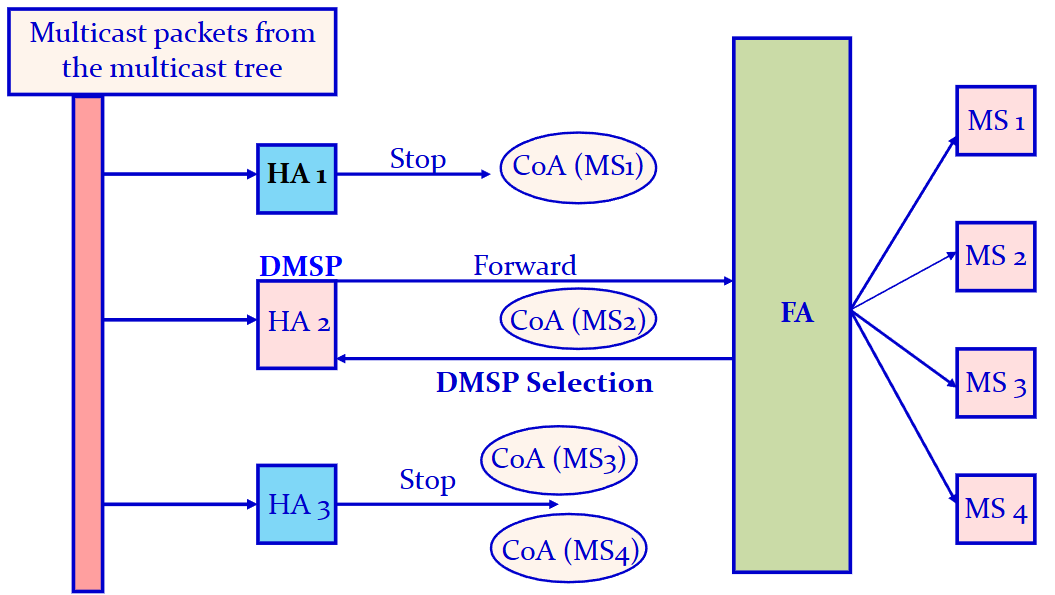 Multicast packets from
the multicast tree
HA 1
Stop
CoA (MS1)
DMSP
HA 2
Forward
CoA (MS2)
DMSP Selection
HA 3
Stop
CoA (MS3)
CoA (MS4)
FA
MS 1
MS 2
MS 3
MS 4